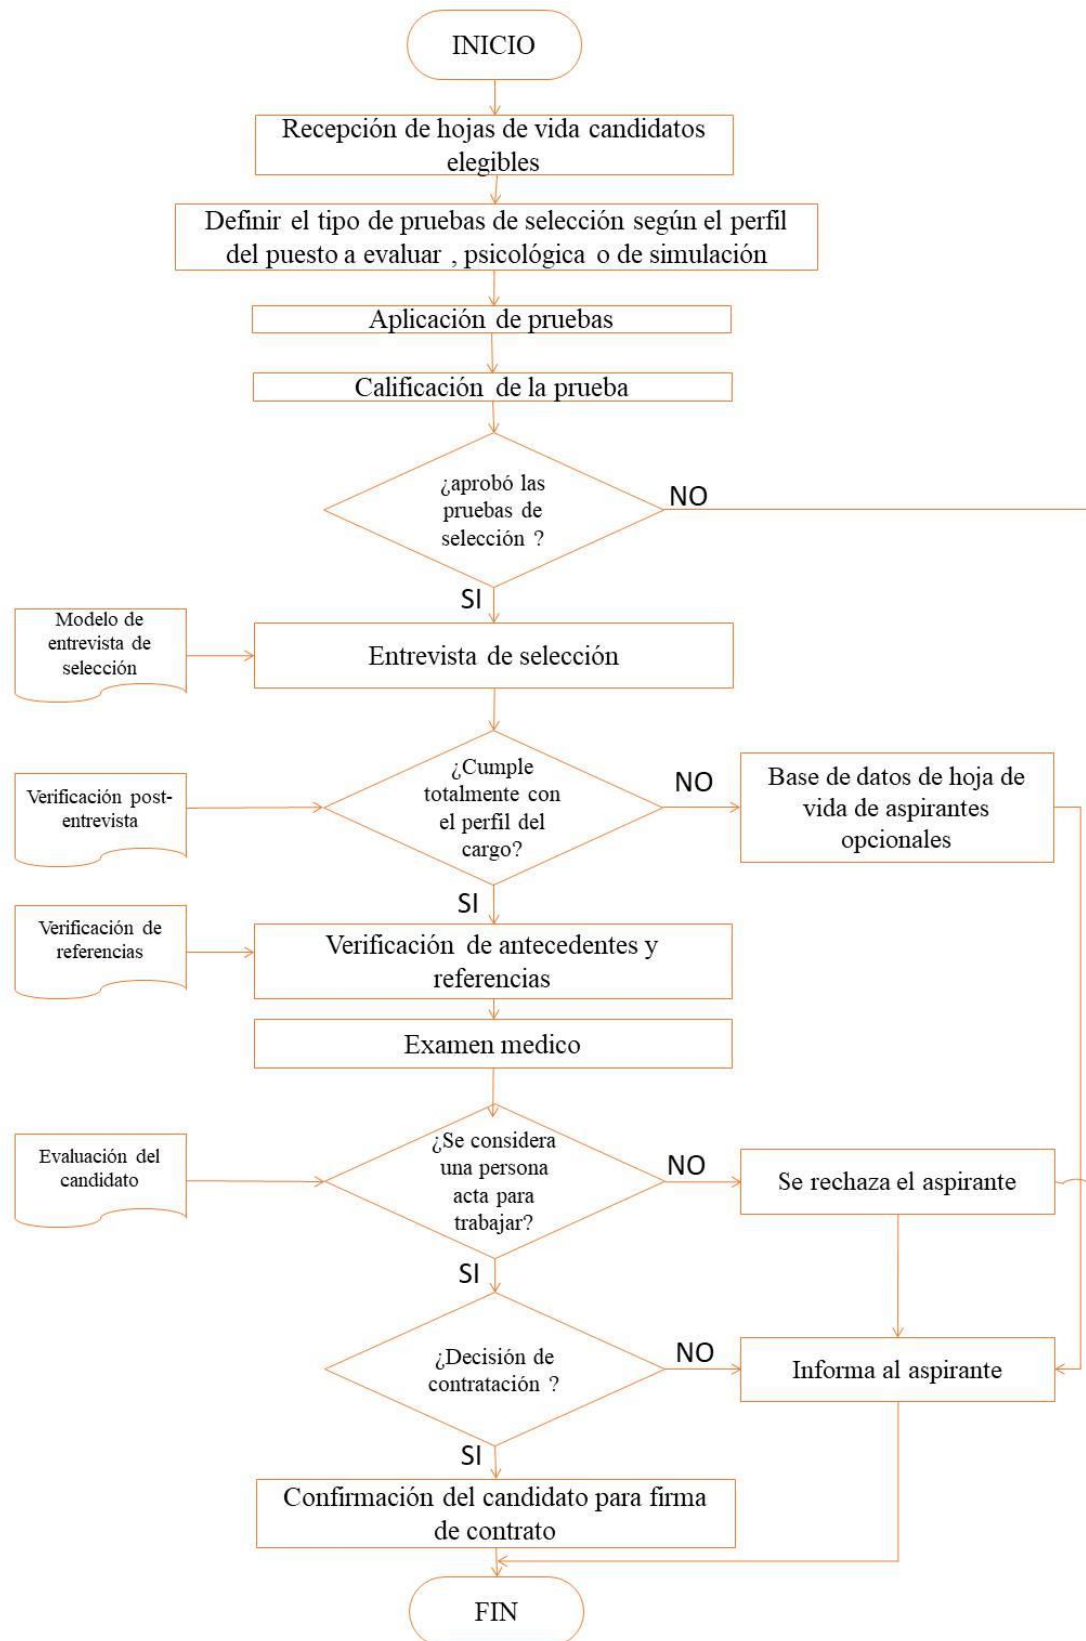 INICIO
Recepción de hojas de vida candidatos
elegibles
Definir el tipo de pruebas de selección según el perfil
del puesto a evaluar , psicológica o de simulación
Aplicación de pruebas
Calificación de la prueba
¿aprobó las
pruebas de
selección ?
NO
SI
Modelo de
entrevista de
selección
Entrevista de selección
Verificación post-
entrevista
¿Cumple
totalmente con
el perfil del
cargo?
NO
Base de datos de hoja de
vida de aspirantes
opcionales
SI
Verificación de
referencias
Verificación de antecedentes y
referencias
Examen medico
Evaluación del
candidato
¿Se considera
una persona
acta para
trabajar?
NO
Se rechaza el aspirante
SI
¿Decisión de
contratación ?
NO
Informa al aspirante
SI
Confirmación del candidato para firma
de contrato
FIN